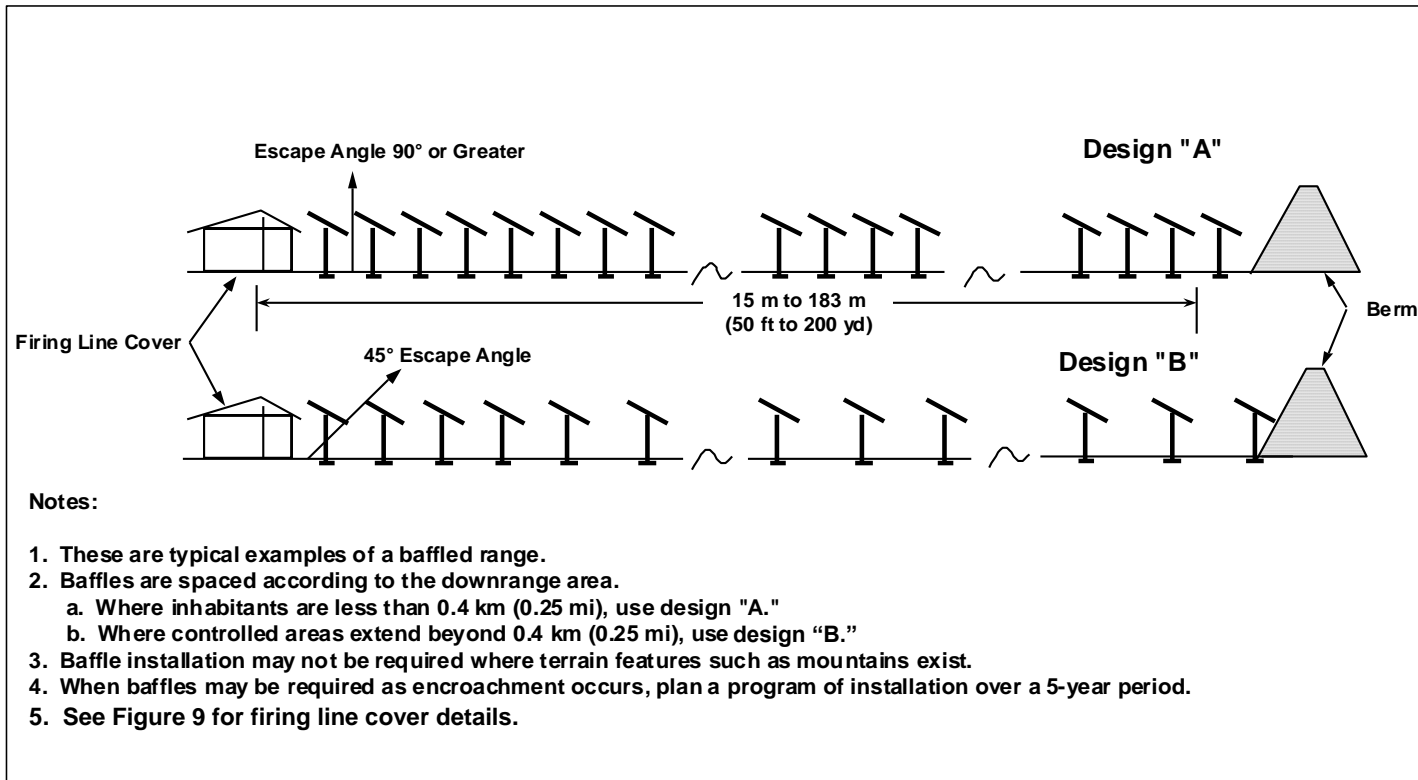 Escape Angle 90° or Greater
Design "A"
15 m to 183 m
(50 ft to 200 yd)
Berm
Firing Line Cover
45° Escape Angle
Design "B"
Notes:
1. These are typical examples of a baffled range.
2. Baffles are spaced according to the downrange area.
a. Where inhabitants are less than 0.4 km (0.25 mi), use design "A."
b. Where controlled areas extend beyond 0.4 km (0.25 mi), use design “B.”
3. Baffle installation may not be required where terrain features such as mountains exist.
4. When baffles may be required as encroachment occurs, plan a program of installation over a 5-year period.
5. See Figure 9 for firing line cover details.